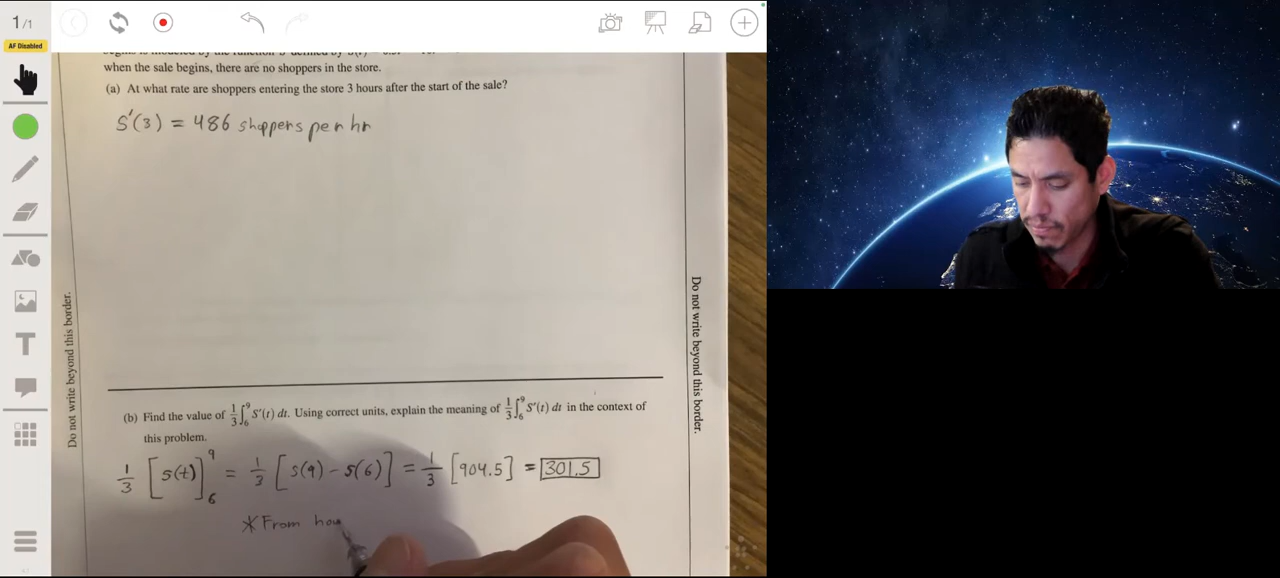 1/1
AF Disabled
when the sale begins, there are no shoppers in the store.
(a) At what rate are shoppers entering the store 3 hours after the start of the sale?
S'(3) = 486 shoppers per hr
Do not write beyond this border.
Do not write beyond this border.
(b) Find the value of 1/3 ∫₆⁹ S'(t) dt. Using correct units, explain the meaning of 1/3 ∫₆⁹ S'(t) dt in the context of
this problem.
1/3 [S(t)]₆⁹ = 1/3 [S(9) - S(6)] = 1/3 [904.5] = 301.5
*From hou
T